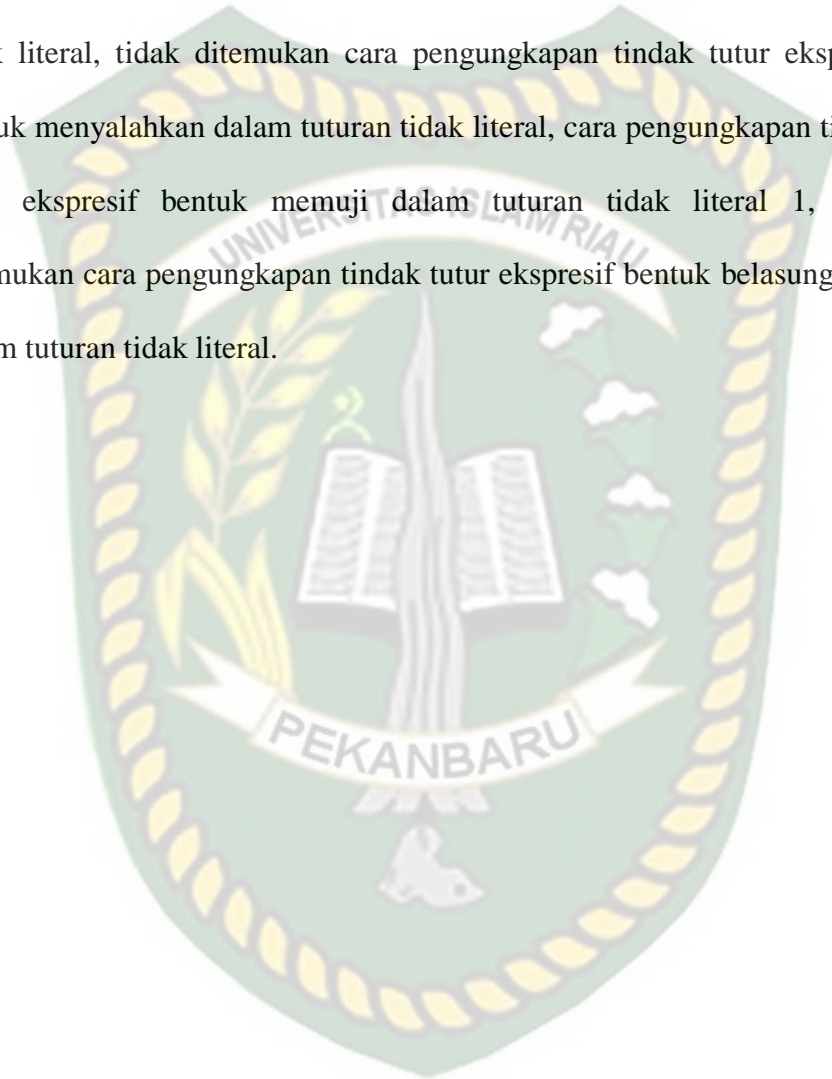 k literal, tidak ditemukan cara pengungkapan tindak tutur eksp
uk menyalahkan dalam tuturan tidak literal, cara pengungkapan ti
ekspresif bentuk memuji dalam tuturan tidak literal 1,
mukan cara pengungkapan tindak tutur ekspresif bentuk belasung
m tuturan tidak literal.
UNIVERSITAS ISLAM RIAU
PEKANBARU